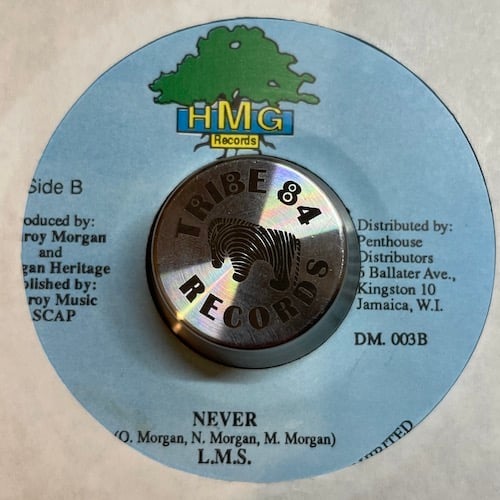 HMG
Records
Side B
TRIBE 84
RECORDS
oduced by:
roy Morgan
and
gan Heritage
blished by:
roy Music
SCAP
Distributed by:
Penthouse
Distributors
5 Ballater Ave.,
Kingston 10
Jamaica, W.I.
DM. 003B
NEVER
(O. Morgan, N. Morgan, M. Morgan)
L.M.S.